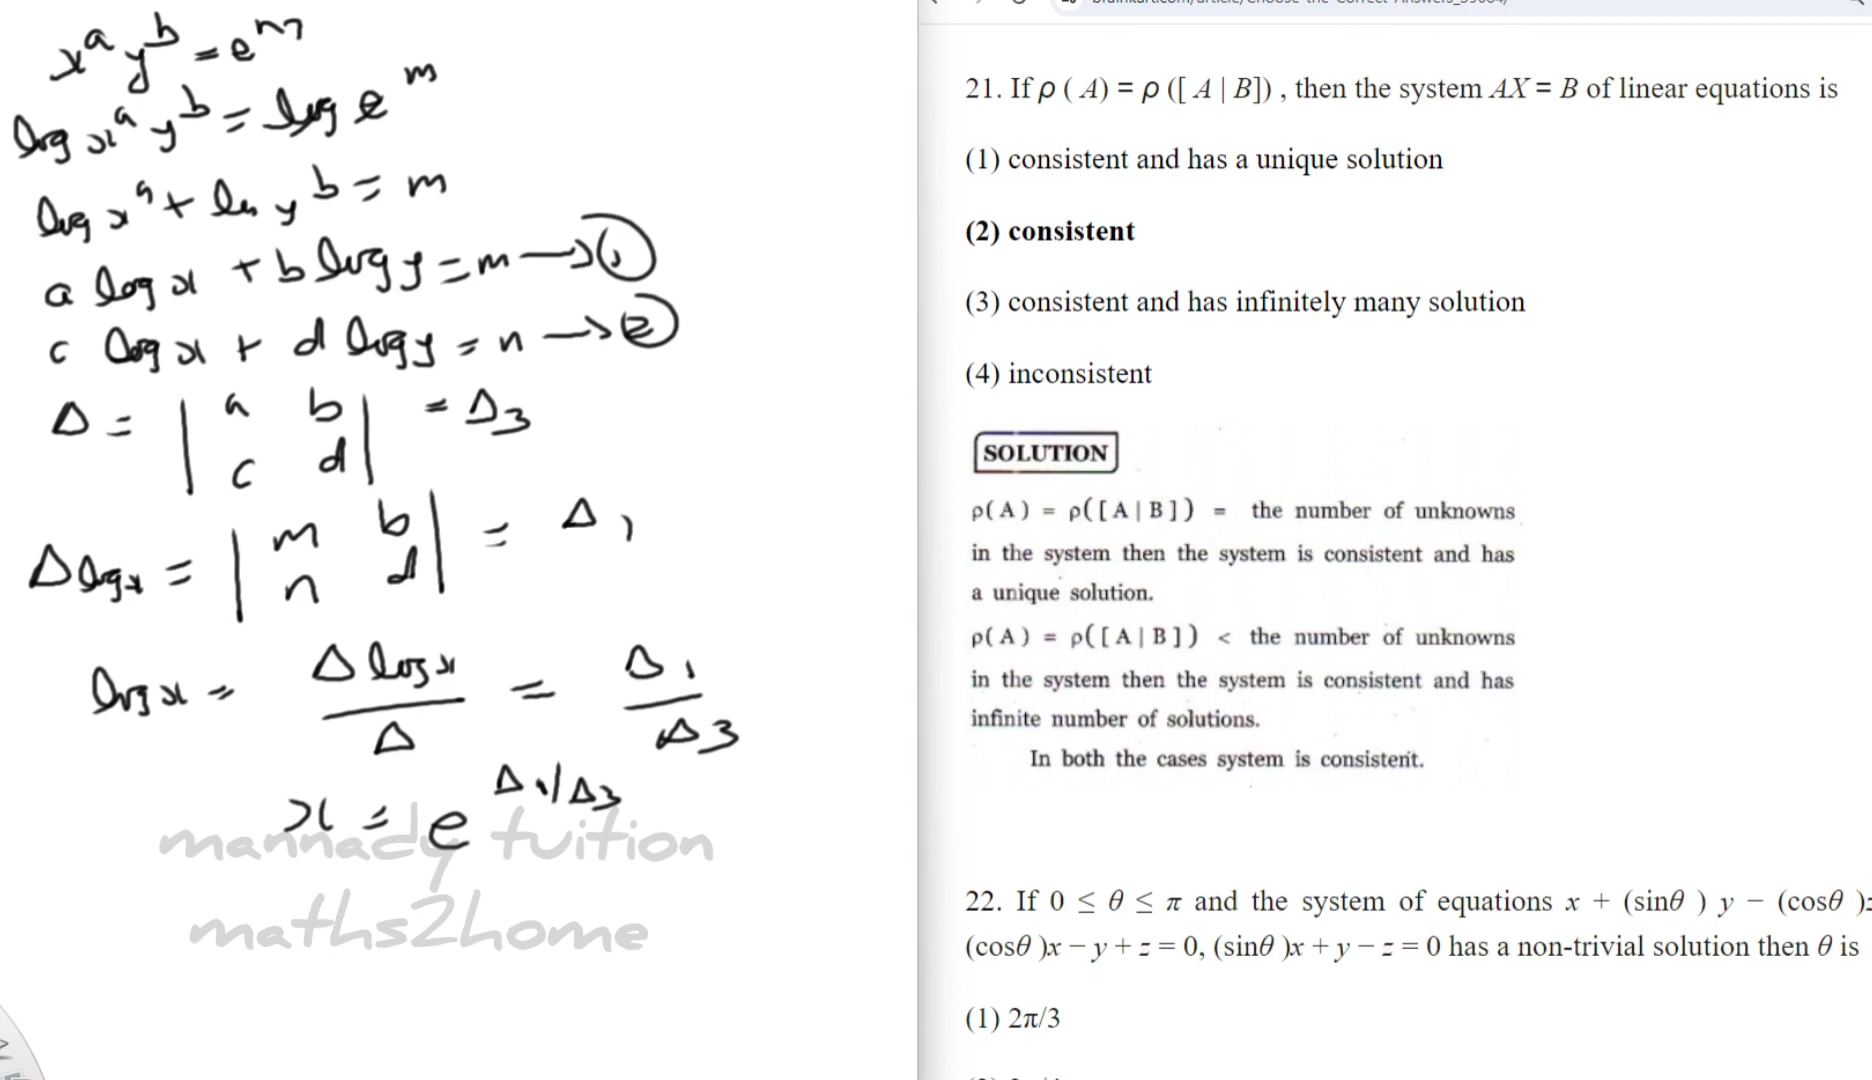 x^a y^b = e^m
log x^a y^b = log e^m
log x^a + ln y^b = m
a log x + b log y = m → 1
c log x + d log y = n → 2
Δ = | a b | = Δ3
c d
Δ log x = | m b | = Δ1
n d
log x = Δ log x / Δ = Δ1 / Δ3
x = e^Δ1/Δ3
mannady tuition
maths2home
21. If ρ ( A) = ρ ([ A | B]) , then the system AX = B of linear equations is
(1) consistent and has a unique solution
(2) consistent
(3) consistent and has infinitely many solution
(4) inconsistent
SOLUTION
ρ( A ) = ρ( [ A | B ] ) = the number of unknowns
in the system then the system is consistent and has
a unique solution.
ρ( A ) = ρ( [ A | B ] ) < the number of unknowns
in the system then the system is consistent and has
infinite number of solutions.
In both the cases system is consistent.
22. If 0 ≤ θ ≤ π and the system of equations x + (sinθ ) y − (cosθ )z
(cosθ )x − y + z = 0, (sinθ )x + y − z = 0 has a non-trivial solution then θ is
(1) 2π/3